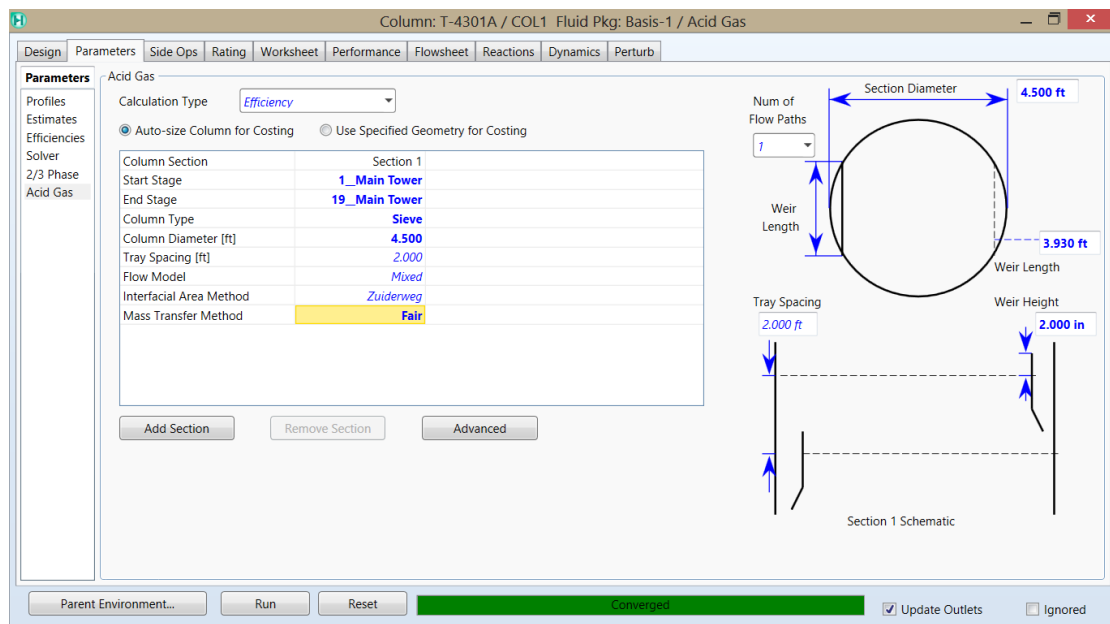 Column: T-4301A / COL1 Fluid Pkg: Basis-1 / Acid Gas
Design Parameters Side Ops Rating Worksheet Performance Flowsheet Reactions Dynamics Perturb
Parameters
Profiles
Estimates
Efficiencies
Solver
2/3 Phase
Acid Gas
Acid Gas
Calculation Type Efficiency
Auto-size Column for Costing Use Specified Geometry for Costing
Column Section Section 1
Start Stage 1__Main Tower
End Stage 19__Main Tower
Column Type Sieve
Column Diameter [ft] 4.500
Tray Spacing [ft] 2.000
Flow Model Mixed
Interfacial Area Method Zuiderweg
Mass Transfer Method Fair
Add Section Remove Section Advanced
Num of
Flow Paths
1
Section Diameter
4.500 ft
Weir
Length
3.930 ft
Weir Length
Tray Spacing
2.000 ft
Weir Height
2.000 in
Section 1 Schematic
Parent Environment... Run Reset Converged Update Outlets Ignored